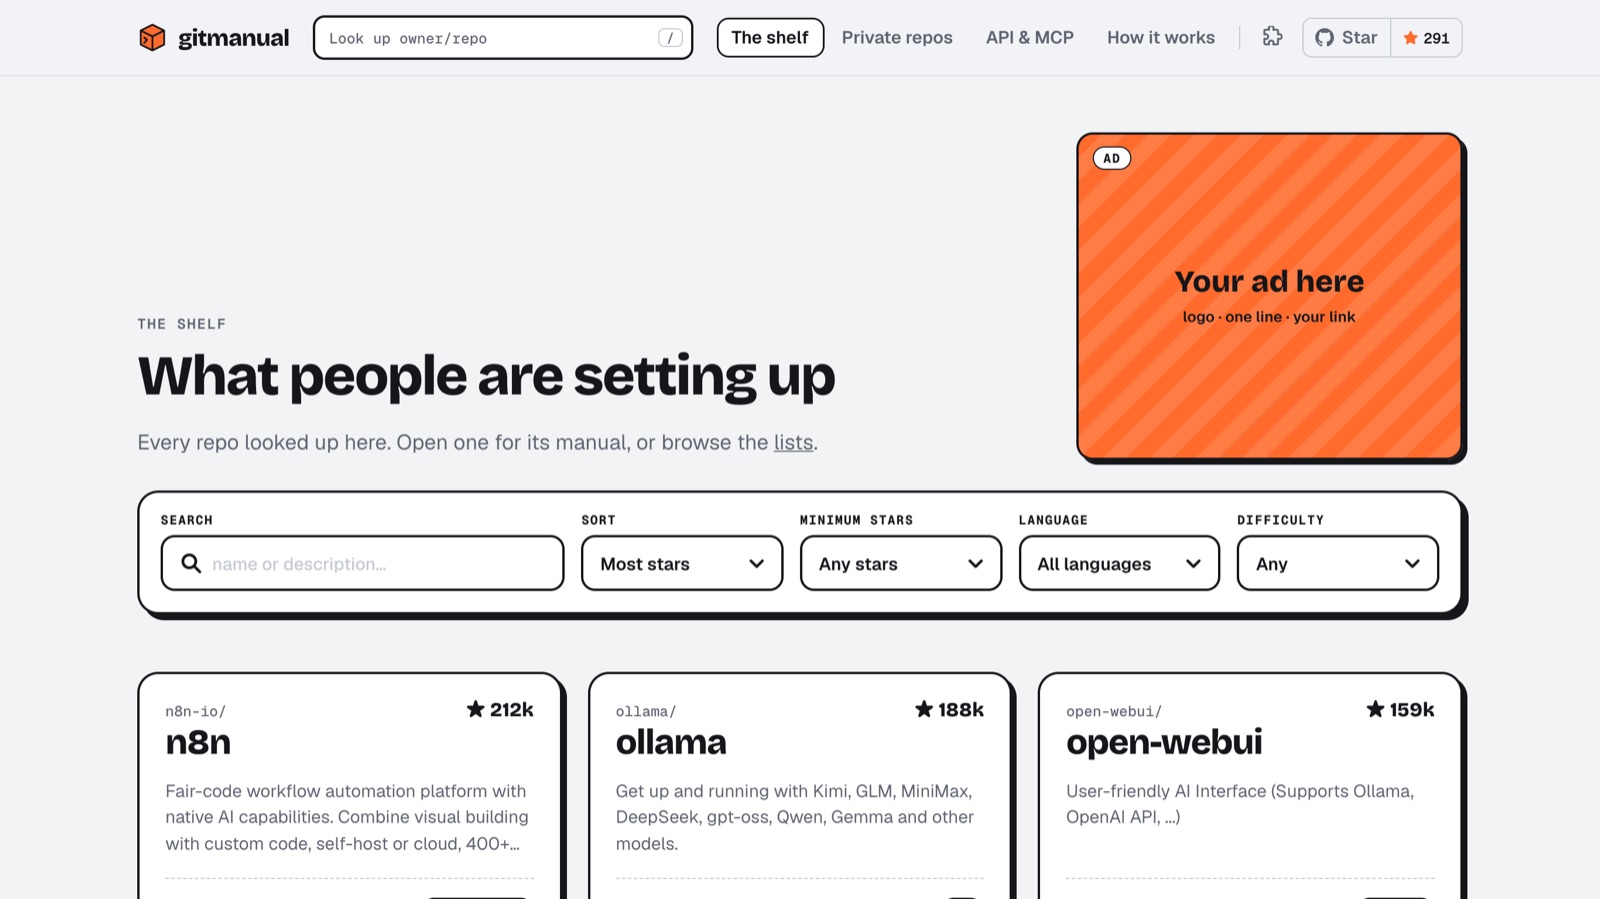 gitmanual
Look up owner/repo
/
The shelf
Private repos
API & MCP
How it works
Star
291
AD
Your ad here
logo · one line · your link
THE SHELF
What people are setting up
Every repo looked up here. Open one for its manual, or browse the lists.
SEARCH
name or description...
SORT
Most stars
MINIMUM STARS
Any stars
LANGUAGE
All languages
DIFFICULTY
Any
n8n-io/
212k
n8n
Fair-code workflow automation platform with
native AI capabilities. Combine visual building
with custom code, self-host or cloud, 400+...
ollama/
188k
ollama
Get up and running with Kimi, GLM, MiniMax,
DeepSeek, gpt-oss, Qwen, Gemma and other
models.
open-webui/
159k
open-webui
User-friendly AI Interface (Supports Ollama,
OpenAI API, ...)